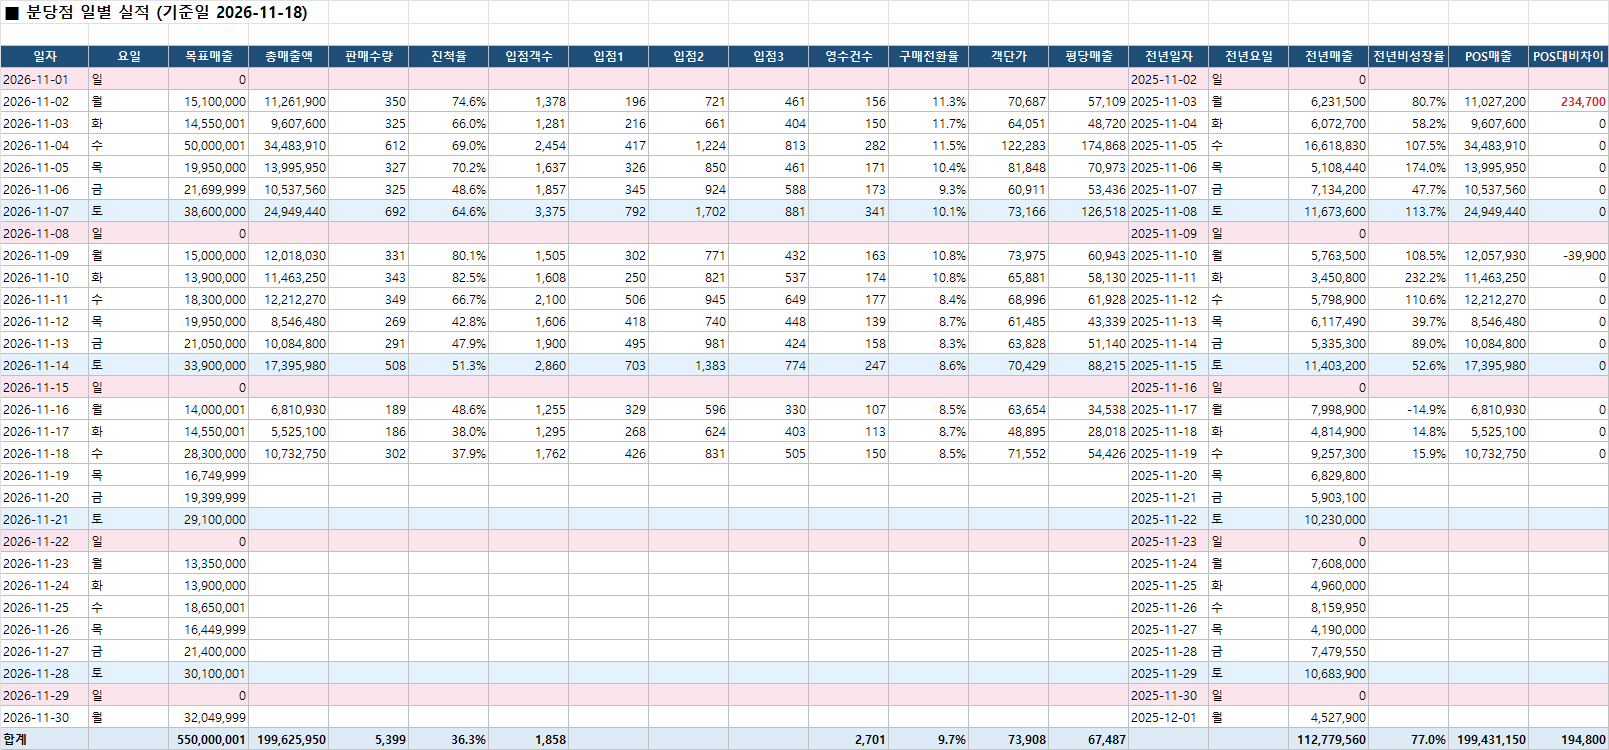 ■ 분당점 일별 실적 (기준일 2026-11-18)
일자 요일 목표매출 총매출액 판매수량 진척율 입점객수 입점1 입점2 입점3 영수건수 구매전환율 객단가 평당매출 전년일자 전년요일 전년매출 전년비성장률 POS매출 POS대비차이
2026-11-01 일 0 2025-11-02 일 0
2026-11-02 월 15,100,000 11,261,900 350 74.6% 1,378 196 721 461 156 11.3% 70,687 57,109 2025-11-03 월 6,231,500 80.7% 11,027,200 234,700
2026-11-03 화 14,550,001 9,607,600 325 66.0% 1,281 216 661 404 150 11.7% 64,051 48,720 2025-11-04 화 6,072,700 58.2% 9,607,600 0
2026-11-04 수 50,000,001 34,483,910 612 69.0% 2,454 417 1,224 813 282 11.5% 122,283 174,868 2025-11-05 수 16,618,830 107.5% 34,483,910 0
2026-11-05 목 19,950,000 13,995,950 327 70.2% 1,637 326 850 461 171 10.4% 81,848 70,973 2025-11-06 목 5,108,440 174.0% 13,995,950 0
2026-11-06 금 21,699,999 10,537,560 325 48.6% 1,857 345 924 588 173 9.3% 60,911 53,436 2025-11-07 금 7,134,200 47.7% 10,537,560 0
2026-11-07 토 38,600,000 24,949,440 692 64.6% 3,375 792 1,702 881 341 10.1% 73,166 126,518 2025-11-08 토 11,673,600 113.7% 24,949,440 0
2026-11-08 일 0 2025-11-09 일 0
2026-11-09 월 15,000,000 12,018,030 331 80.1% 1,505 302 771 432 163 10.8% 73,975 60,943 2025-11-10 월 5,763,500 108.5% 12,057,930 -39,900
2026-11-10 화 13,900,000 11,463,250 343 82.5% 1,608 250 821 537 174 10.8% 65,881 58,130 2025-11-11 화 3,450,800 232.2% 11,463,250 0
2026-11-11 수 18,300,000 12,212,270 349 66.7% 2,100 506 945 649 177 8.4% 68,996 61,928 2025-11-12 수 5,798,900 110.6% 12,212,270 0
2026-11-12 목 19,950,000 8,546,480 269 42.8% 1,606 418 740 448 139 8.7% 61,485 43,339 2025-11-13 목 6,117,490 39.7% 8,546,480 0
2026-11-13 금 21,050,000 10,084,800 291 47.9% 1,900 495 981 424 158 8.3% 63,828 51,140 2025-11-14 금 5,335,300 89.0% 10,084,800 0
2026-11-14 토 33,900,000 17,395,980 508 51.3% 2,860 703 1,383 774 247 8.6% 70,429 88,215 2025-11-15 토 11,403,200 52.6% 17,395,980 0
2026-11-15 일 0 2025-11-16 일 0
2026-11-16 월 14,000,001 6,810,930 189 48.6% 1,255 329 596 330 107 8.5% 63,654 34,538 2025-11-17 월 7,998,900 -14.9% 6,810,930 0
2026-11-17 화 14,550,001 5,525,100 186 38.0% 1,295 268 624 403 113 8.7% 48,895 28,018 2025-11-18 화 4,814,900 14.8% 5,525,100 0
2026-11-18 수 28,300,000 10,732,750 302 37.9% 1,762 426 831 505 150 8.5% 71,552 54,426 2025-11-19 수 9,257,300 15.9% 10,732,750 0
2026-11-19 목 16,749,999 2025-11-20 목 6,829,800
2026-11-20 금 19,399,999 2025-11-21 금 5,903,100
2026-11-21 토 29,100,000 2025-11-22 토 10,230,000
2026-11-22 일 0 2025-11-23 일 0
2026-11-23 월 13,350,000 2025-11-24 월 7,608,000
2026-11-24 화 13,900,000 2025-11-25 화 4,960,000
2026-11-25 수 18,650,001 2025-11-26 수 8,159,950
2026-11-26 목 16,449,999 2025-11-27 목 4,190,000
2026-11-27 금 21,400,000 2025-11-28 금 7,479,550
2026-11-28 토 30,100,001 2025-11-29 토 10,683,900
2026-11-29 일 0 2025-11-30 일 0
2026-11-30 월 32,049,999 2025-12-01 월 4,527,900
합계 550,000,001 199,625,950 5,399 36.3% 1,858 2,701 9.7% 73,908 67,487 112,779,560 77.0% 199,431,150 194,800